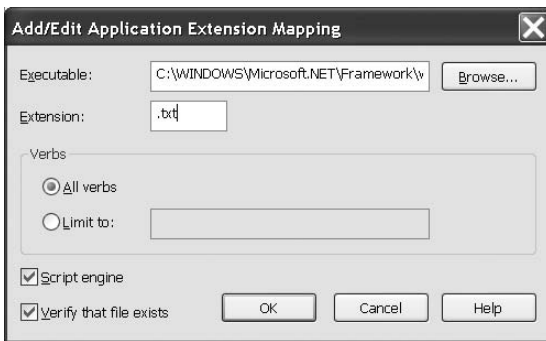 Add/Edit Application Extension Mapping
Executable:
C:\WINDOWS\Microsoft.NET\Framework\v
Browse...
Extension:
.txt
Verbs
All verbs
Limit to:
Script engine
Verify that file exists
OK
Cancel
Help